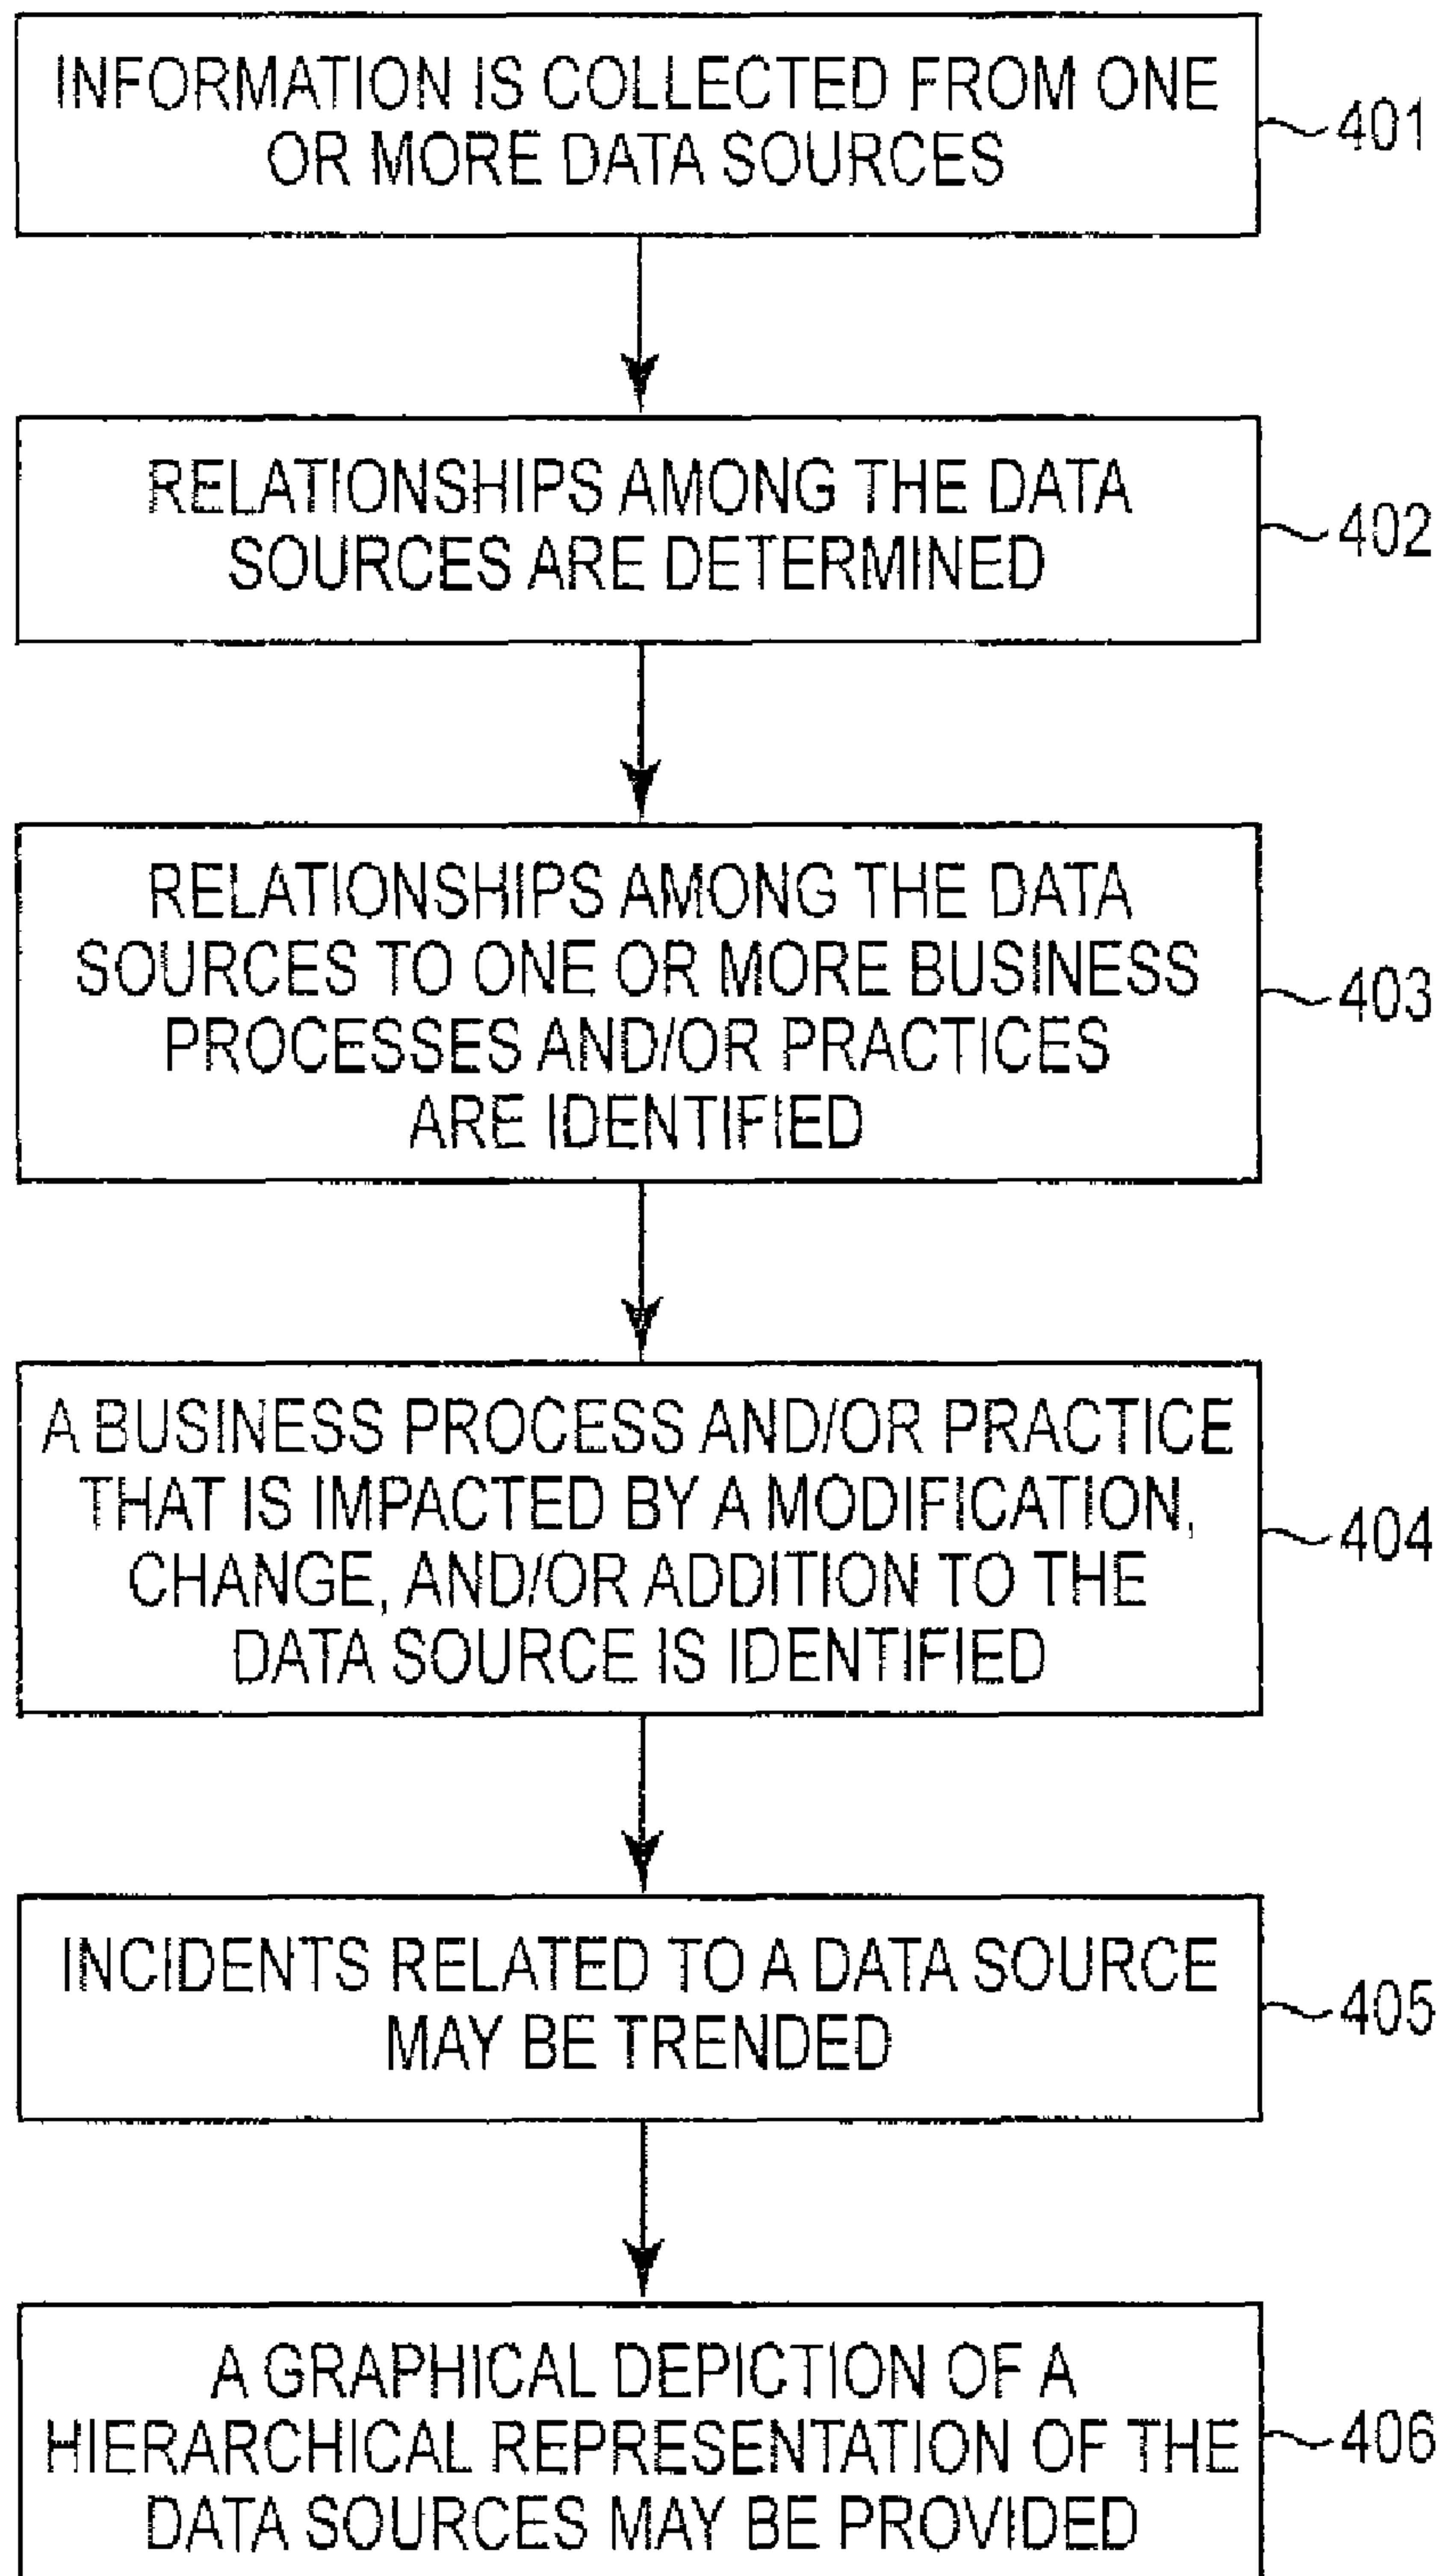 INFORMATION IS COLLECTED FROM ONE
OR MORE DATA SOURCES
401
RELATIONSHIPS AMONG THE DATA
SOURCES ARE DETERMINED
402
RELATIONSHIPS AMONG THE DATA
SOURCES TO ONE OR MORE BUSINESS
PROCESSES AND/OR PRACTICES
ARE IDENTIFIED
403
A BUSINESS PROCESS AND/OR PRACTICE
THAT IS IMPACTED BY A MODIFICATION,
CHANGE, AND/OR ADDITION TO THE
DATA SOURCE IS IDENTIFIED
404
INCIDENTS RELATED TO A DATA SOURCE
MAY BE TRENDED
405
A GRAPHICAL DEPICTION OF A
HIERARCHICAL REPRESENTATION OF THE
DATA SOURCES MAY BE PROVIDED
406